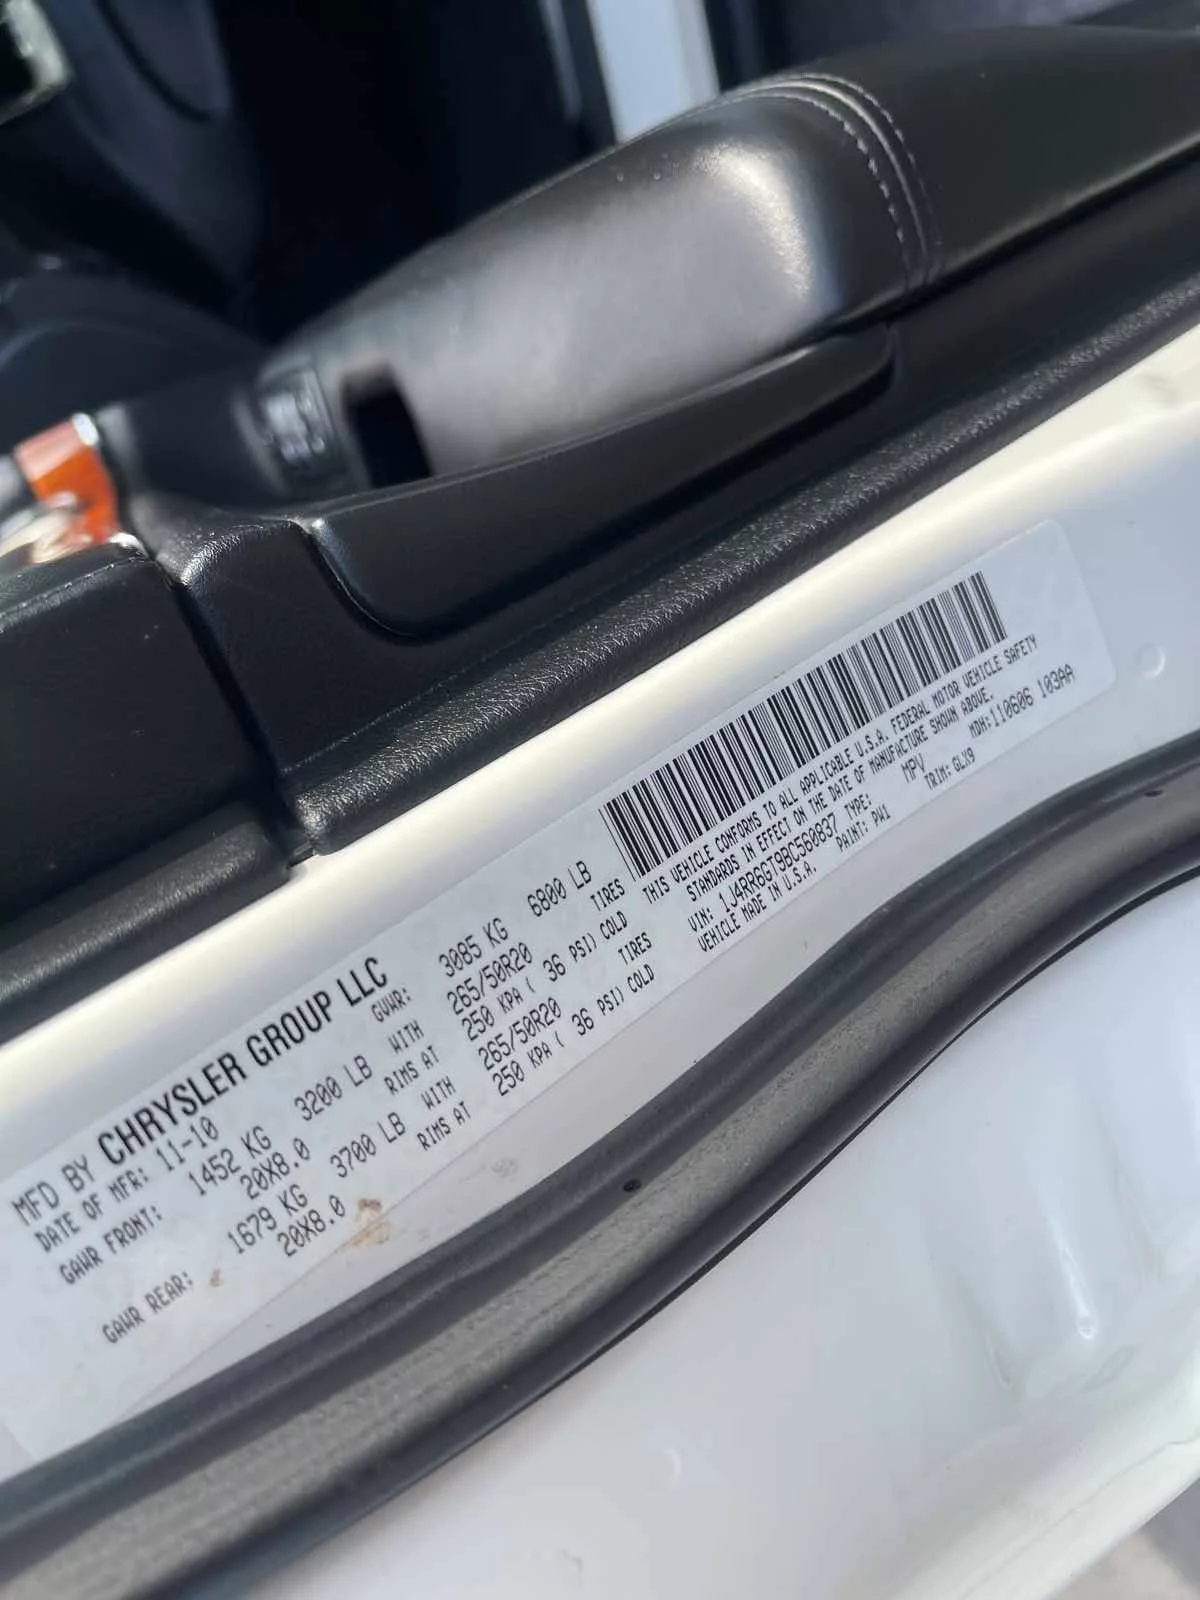 MFD BY CHRYSLER GROUP LLC
DATE OF MFR: 11-10 GVWR: 3085 KG 6800 LB
GAWR FRONT: 1452 KG 3200 LB WITH 265/50R20 TIRES
20X8.0 RIMS AT 250 KPA ( 36 PSI) COLD
GAWR REAR: 1679 KG 3700 LB WITH 265/50R20 TIRES
20X8.0 RIMS AT 250 KPA ( 36 PSI) COLD
THIS VEHICLE CONFORMS TO ALL APPLICABLE U.S.A. FEDERAL MOTOR VEHICLE SAFETY
STANDARDS IN EFFECT ON THE DATE OF MANUFACTURE SHOWN ABOVE.
VIN: 1J4RR6GT9BC560837 TYPE: MPV MDH:110606 103AA
VEHICLE MADE IN U.S.A. PAINT: PW1 TRIM: GLX9